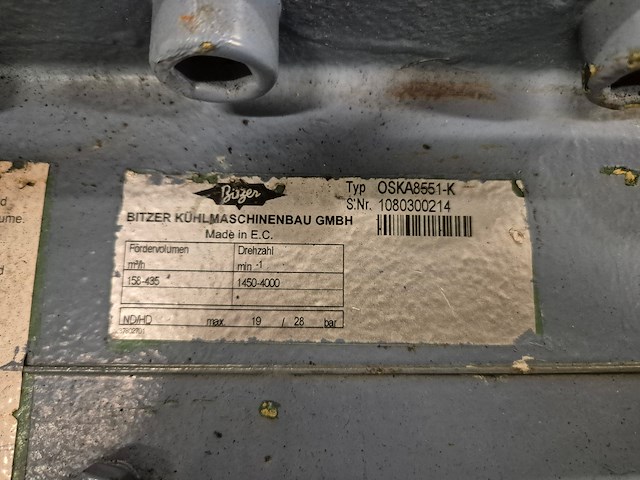 d
ume.
d
Bitzer
Typ OSKA8551-K
S.Nr. 1080300214
BITZER KÜHLMASCHINENBAU GMBH
Made in E.C.
Fördervolumen Drehzahl
m³/h min -1
156-435 1450-4000
ND/HD max. 19 / 28 bar